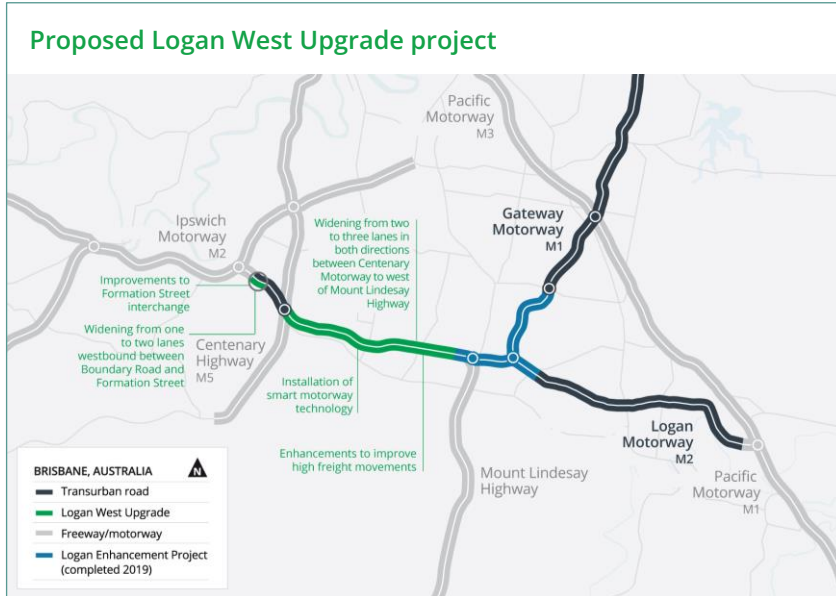 Proposed Logan West Upgrade project
Pacific
Motorway
M3
Ipswich
Motorway
M2
Widening from two
to three lanes in
both directions
between Centenary
Motorway to west
of Mount Lindesay
Highway
Gateway
Motorway
M1
Improvements to
Formation Street
interchange
Widening from one
to two lanes
westbound between
Boundary Road and
Formation Street
Centenary
Highway
M5
Installation of
smart motorway
technology
Enhancements to improve
high freight movements
Logan
Motorway
M2
Mount Lindesay
Highway
Pacific
Motorway
M1
BRISBANE, AUSTRALIA
N
Transurban road
Logan West Upgrade
Freeway/motorway
Logan Enhancement Project
(completed 2019)